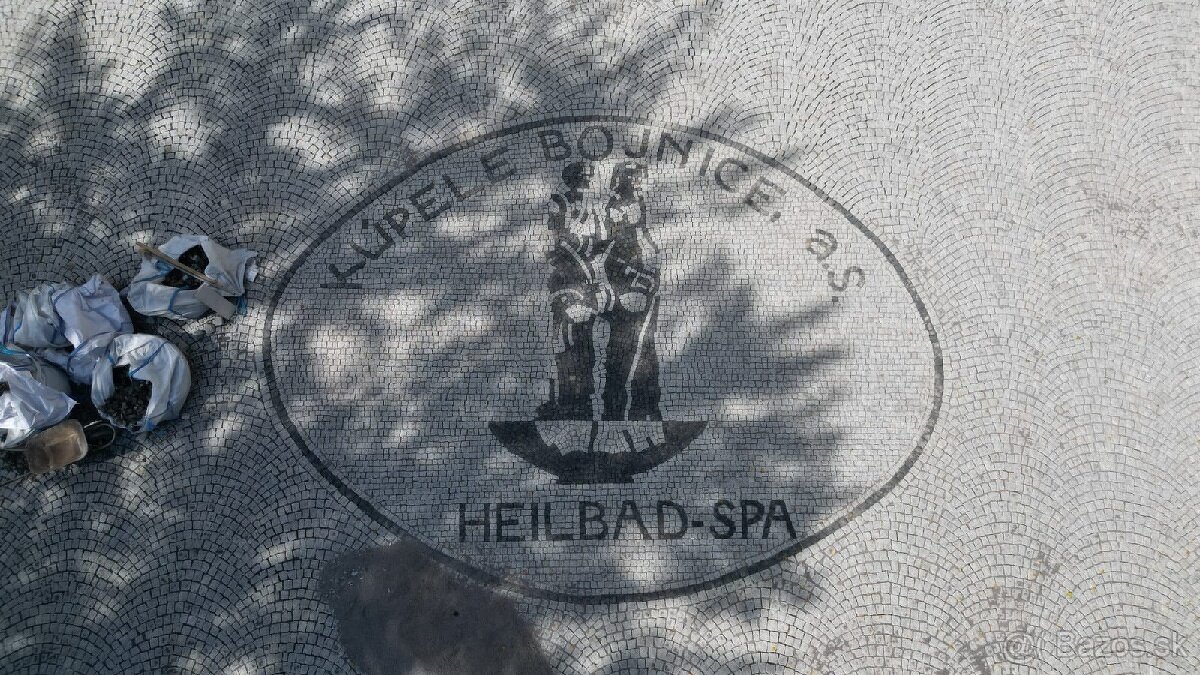 KÚPELE BOJNICE, a.s.
HEILBAD-SPA
@ Bazos.sk